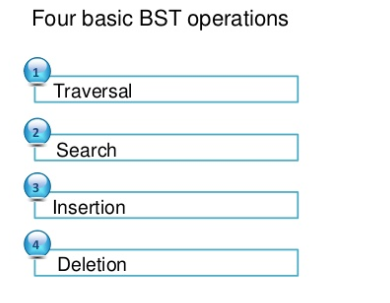 Four basic BST operations
1
Traversal
2
Search
3
Insertion
4
Deletion